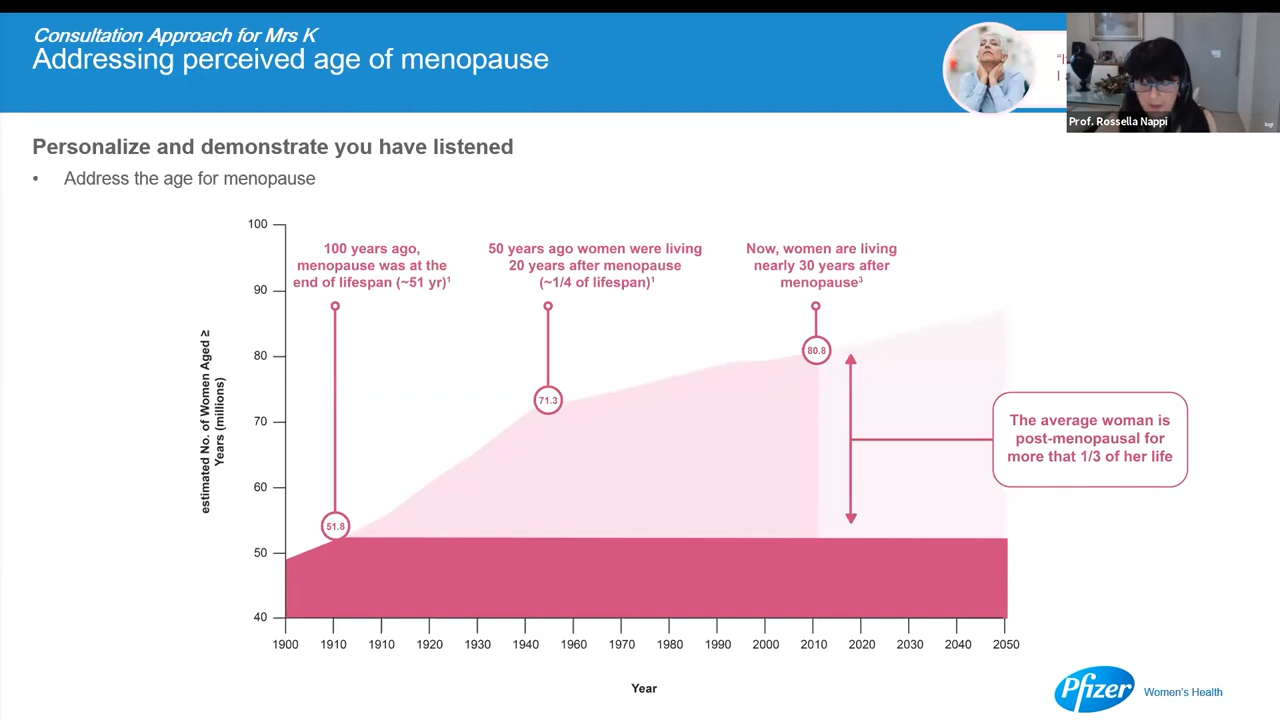 Consultation Approach for Mrs K
Addressing perceived age of menopause
Prof. Rossella Nappi
logi
Personalize and demonstrate you have listened
• Address the age for menopause
100 years ago,
menopause was at the
end of lifespan (~51 yr)¹
50 years ago women were living
20 years after menopause
(~1/4 of lifespan)¹
Now, women are living
nearly 30 years after
menopause³
estimated No. of Women Aged ≥
Years (millions)
100
90
80
70
60
50
40
51.8
71.3
80.8
The average woman is
post-menopausal for
more that 1/3 of her life
1900 1910 1910 1920 1930 1940 1960 1970 1980 1990 2000 2010 2020 2030 2040 2050
Year
Pfizer
Women's Health